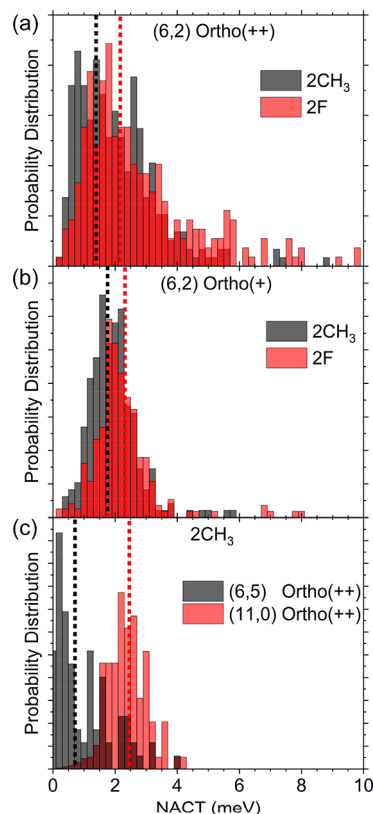 (a)
(6,2) Ortho(++)
2CH₃
2F
Probability Distribution
(b)
(6,2) Ortho(+)
2CH₃
2F
Probability Distribution
(c)
2CH₃
(6,5) Ortho(++)
(11,0) Ortho(++)
Probability Distribution
0 2 4 6 8 10
NACT (meV)